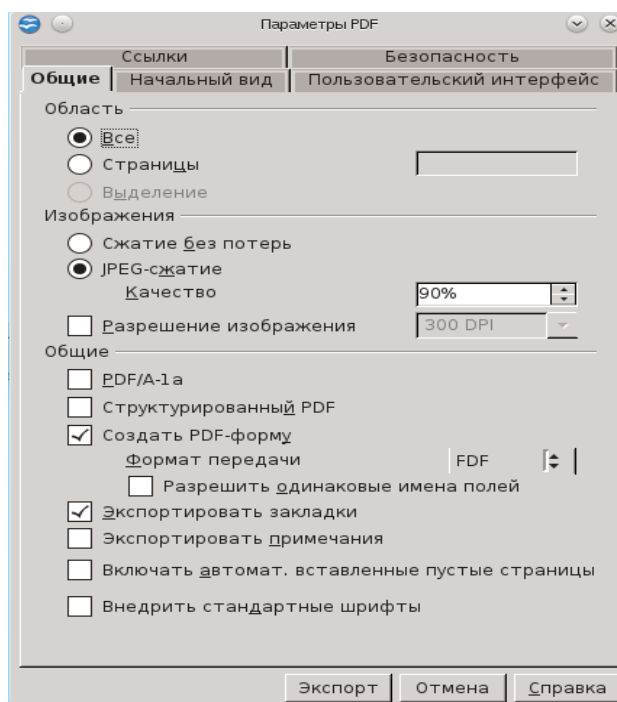 Параметры PDF
Ссылки Безопасность
Общие Начальный вид Пользовательский интерфейс
Область
Все
Страницы
Выделение
Изображения
Сжатие без потерь
JPEG-сжатие
Качество 90%
Разрешение изображения 300 DPI
Общие
PDF/A-1a
Структурированный PDF
Создать PDF-форму
Формат передачи FDF
Разрешить одинаковые имена полей
Экспортировать закладки
Экспортировать примечания
Включать автомат. вставленные пустые страницы
Внедрить стандартные шрифты
Экспорт Отмена Справка